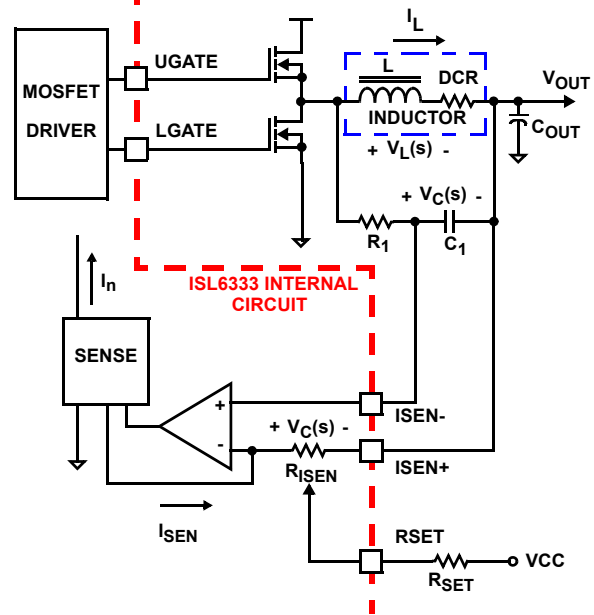 I_L
UGATE
L
DCR
V_OUT
MOSFET
DRIVER
INDUCTOR
C_OUT
LGATE
+ V_L(s) -
+ V_C(s) -
R_1
C_1
I_n
ISL6333 INTERNAL
CIRCUIT
SENSE
+
ISEN-
+ V_C(s) -
-
R_ISEN
ISEN+
I_SEN
RSET
VCC
R_SET